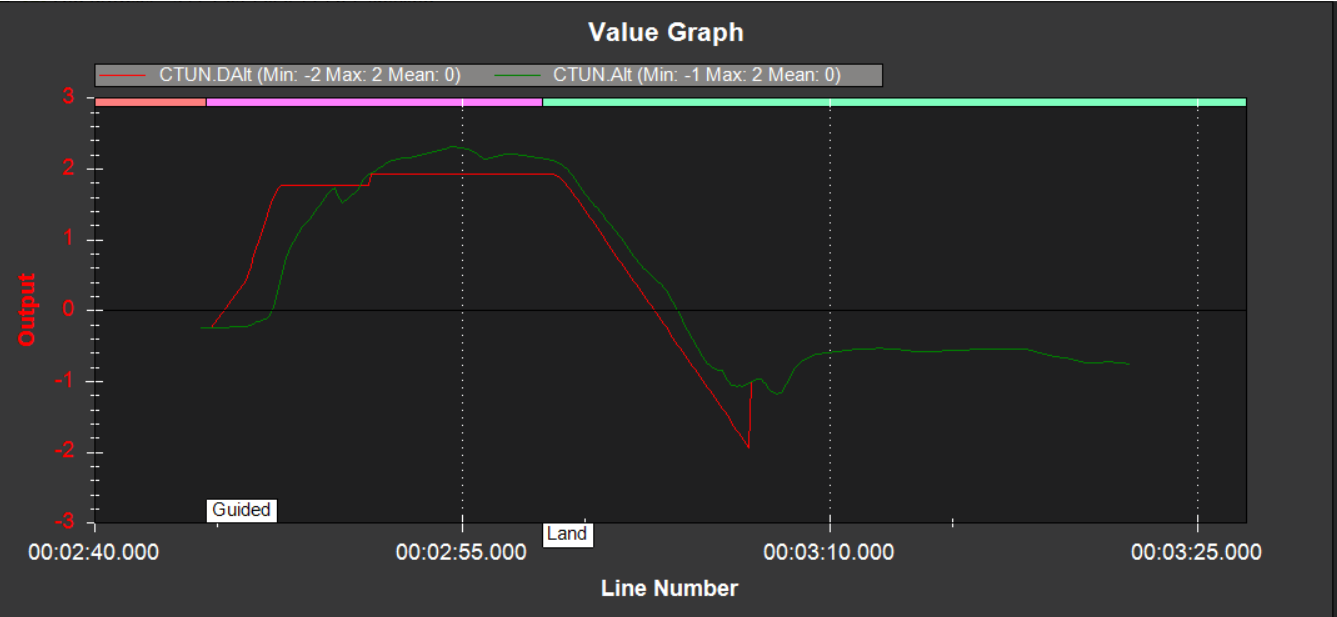 Value Graph
CTUN.DAlt (Min: -2 Max: 2 Mean: 0) CTUN.Alt (Min: -1 Max: 2 Mean: 0)
3
2
1
0
-1
-2
-3
Output
Guided
Land
00:02:40.000 00:02:55.000 00:03:10.000 00:03:25.000
Line Number